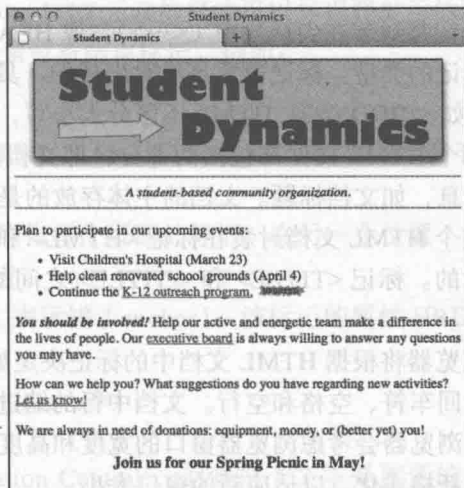 Student Dynamics
Student Dynamics +
Student
Dynamics
A student-based community organization.
Plan to participate in our upcoming events:
• Visit Children's Hospital (March 23)
• Help clean renovated school grounds (April 4)
• Continue the K-12 outreach program.
You should be involved! Help our active and energetic team make a difference in
the lives of people. Our executive board is always willing to answer any questions
you may have.
How can we help you? What suggestions do you have regarding new activities?
Let us know!
We are always in need of donations: equipment, money, or (better yet) you!
Join us for our Spring Picnic in May!